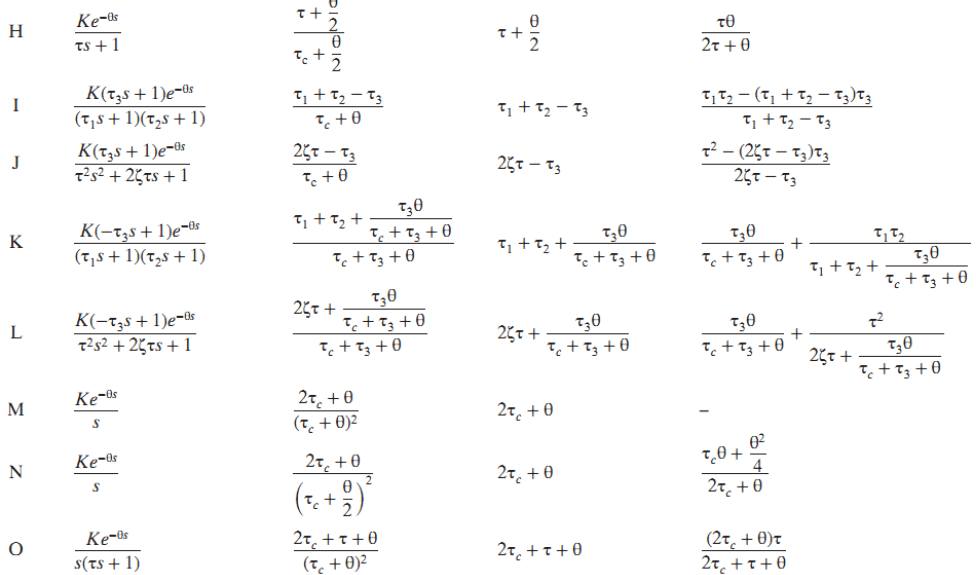 H $\frac{Ke^{-\theta s}}{\tau s + 1}$ $\frac{\tau + \frac{\theta}{2}}{\tau_c + \frac{\theta}{2}}$ $\tau + \frac{\theta}{2}$ $\frac{\tau\theta}{2\tau + \theta}$
I $\frac{K(\tau_3 s + 1)e^{-\theta s}}{(\tau_1 s + 1)(\tau_2 s + 1)}$ $\frac{\tau_1 + \tau_2 - \tau_3}{\tau_c + \theta}$ $\tau_1 + \tau_2 - \tau_3$ $\frac{\tau_1\tau_2 - (\tau_1 + \tau_2 - \tau_3)\tau_3}{\tau_1 + \tau_2 - \tau_3}$
J $\frac{K(\tau_3 s + 1)e^{-\theta s}}{\tau^2 s^2 + 2\zeta\tau s + 1}$ $\frac{2\zeta\tau - \tau_3}{\tau_c + \theta}$ $2\zeta\tau - \tau_3$ $\frac{\tau^2 - (2\zeta\tau - \tau_3)\tau_3}{2\zeta\tau - \tau_3}$
K $\frac{K(-\tau_3 s + 1)e^{-\theta s}}{(\tau_1 s + 1)(\tau_2 s + 1)}$ $\frac{\tau_1 + \tau_2 + \frac{\tau_3\theta}{\tau_c + \tau_3 + \theta}}{\tau_c + \tau_3 + \theta}$ $\tau_1 + \tau_2 + \frac{\tau_3\theta}{\tau_c + \tau_3 + \theta}$ $\frac{\tau_3\theta}{\tau_c + \tau_3 + \theta} + \frac{\tau_1\tau_2}{\tau_1 + \tau_2 + \frac{\tau_3\theta}{\tau_c + \tau_3 + \theta}}$
L $\frac{K(-\tau_3 s + 1)e^{-\theta s}}{\tau^2 s^2 + 2\zeta\tau s + 1}$ $\frac{2\zeta\tau + \frac{\tau_3\theta}{\tau_c + \tau_3 + \theta}}{\tau_c + \tau_3 + \theta}$ $2\zeta\tau + \frac{\tau_3\theta}{\tau_c + \tau_3 + \theta}$ $\frac{\tau_3\theta}{\tau_c + \tau_3 + \theta} + \frac{\tau^2}{2\zeta\tau + \frac{\tau_3\theta}{\tau_c + \tau_3 + \theta}}$
M $\frac{Ke^{-\theta s}}{s}$ $\frac{2\tau_c + \theta}{(\tau_c + \theta)^2}$ $2\tau_c + \theta$ –
N $\frac{Ke^{-\theta s}}{s}$ $\frac{2\tau_c + \theta}{\left(\tau_c + \frac{\theta}{2}\right)^2}$ $2\tau_c + \theta$ $\frac{\tau_c\theta + \frac{\theta^2}{4}}{2\tau_c + \theta}$
O $\frac{Ke^{-\theta s}}{s(\tau s + 1)}$ $\frac{2\tau_c + \tau + \theta}{(\tau_c + \theta)^2}$ $2\tau_c + \tau + \theta$ $\frac{(2\tau_c + \theta)\tau}{2\tau_c + \tau + \theta}$